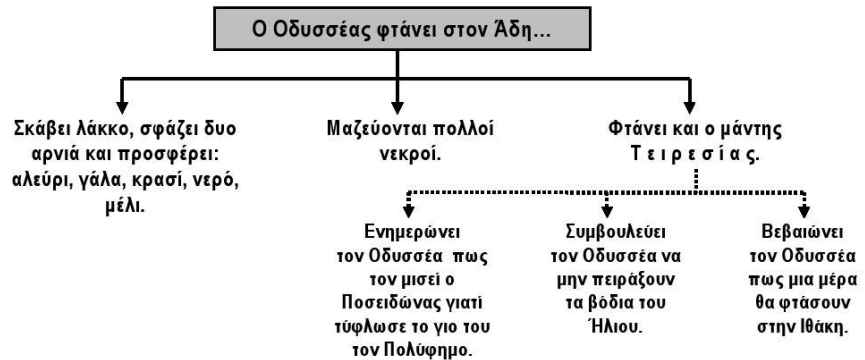 Ο Οδυσσέας φτάνει στον Άδη...
Σκάβει λάκκο, σφάζει δυο
αρνιά και προσφέρει:
αλεύρι, γάλα, κρασί, νερό,
μέλι.
Μαζεύονται πολλοί
νεκροί.
Φτάνει και ο μάντης
Τ ε ι ρ ε σ ί α ς.
Ενημερώνει
τον Οδυσσέα πως
τον μισεί ο
Ποσειδώνας γιατί
τύφλωσε το γιο του
τον Πολύφημο.
Συμβουλεύει
τον Οδυσσέα να
μην πειράξουν
τα βόδια του
Ήλιου.
Βεβαιώνει
τον Οδυσσέα
πως μια μέρα
θα φτάσουν
στην Ιθάκη.